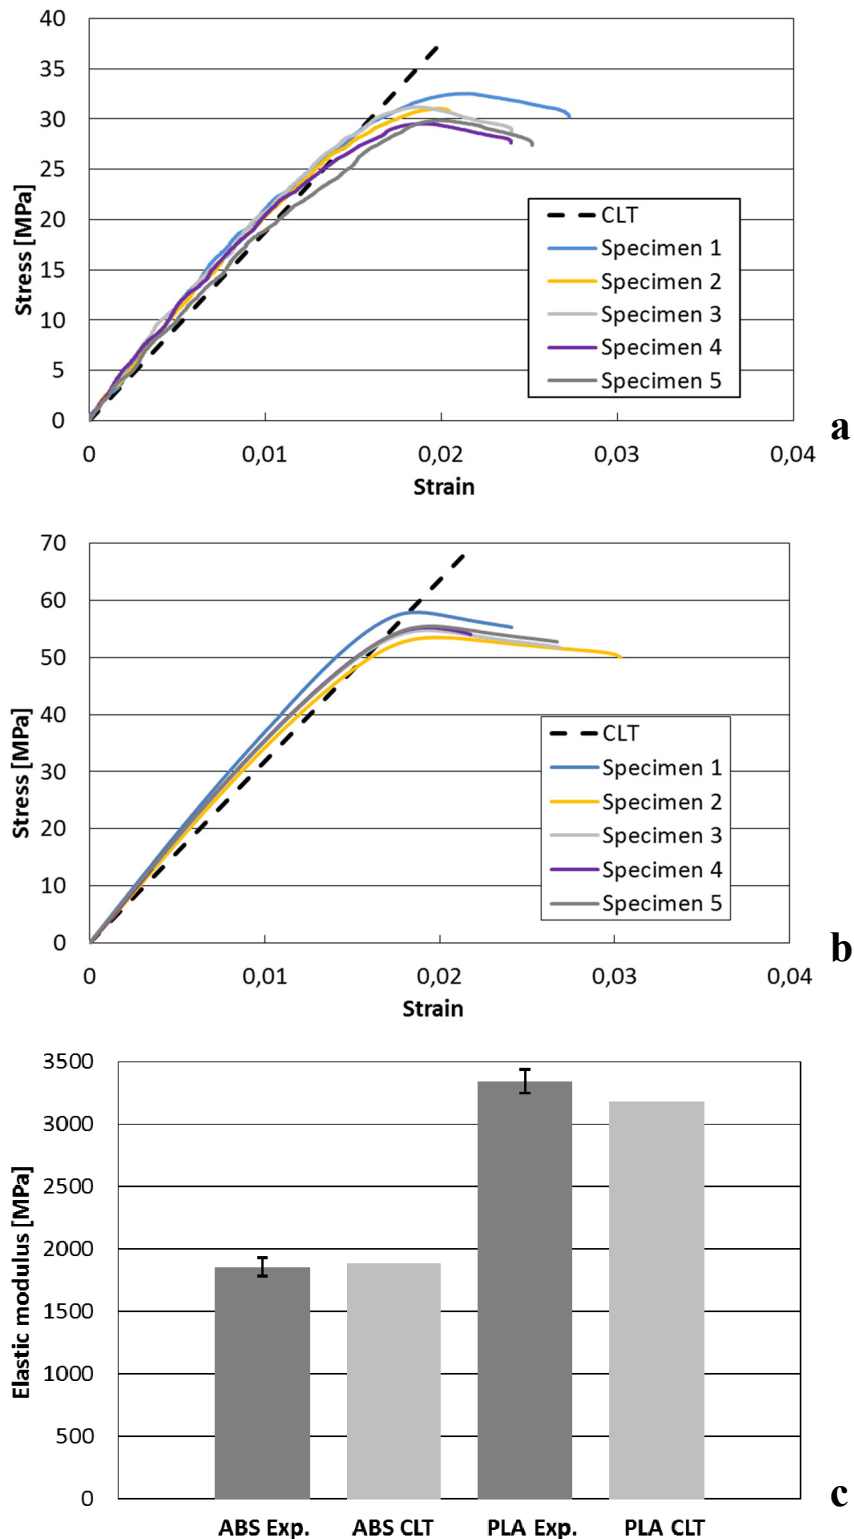 40
35
30
25
20
15
10
5
0
Stress [MPa]
CLT
Specimen 1
Specimen 2
Specimen 3
Specimen 4
Specimen 5
0 0,01 0,02 0,03 0,04
Strain
a
70
60
50
40
30
20
10
0
Stress [MPa]
CLT
Specimen 1
Specimen 2
Specimen 3
Specimen 4
Specimen 5
0 0,01 0,02 0,03 0,04
Strain
b
3500
3000
2500
2000
1500
1000
500
0
Elastic modulus [MPa]
ABS Exp. ABS CLT PLA Exp. PLA CLT
c